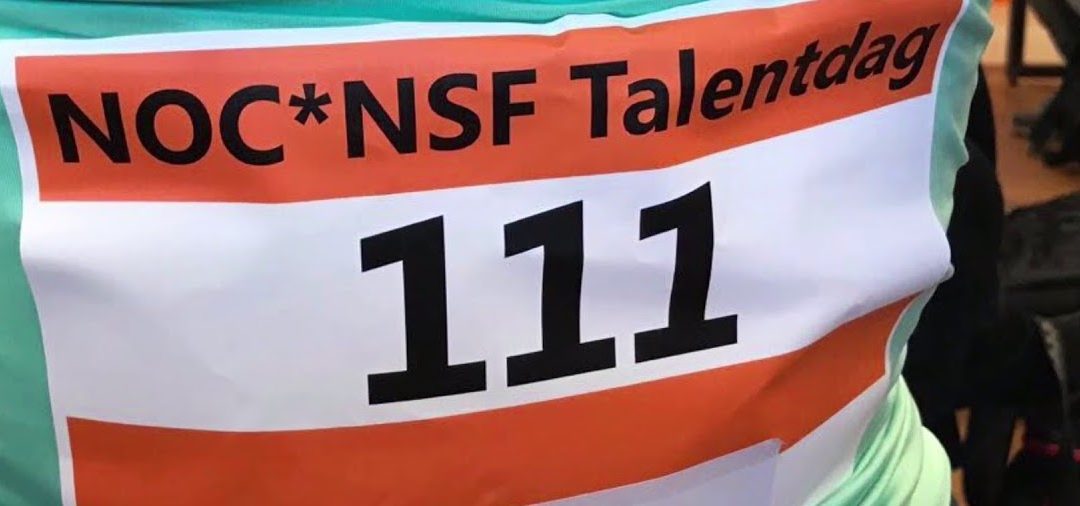 NOC*NSF Talentdag
111